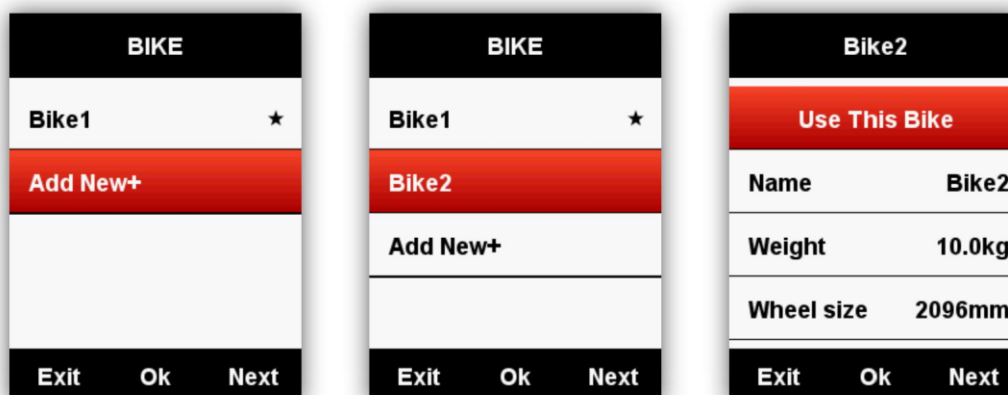 BIKE
Bike1 ★
Add New+
Exit Ok Next
BIKE
Bike1 ★
Bike2
Add New+
Exit Ok Next
Bike2
Use This Bike
Name Bike2
Weight 10.0kg
Wheel size 2096mm
Exit Ok Next